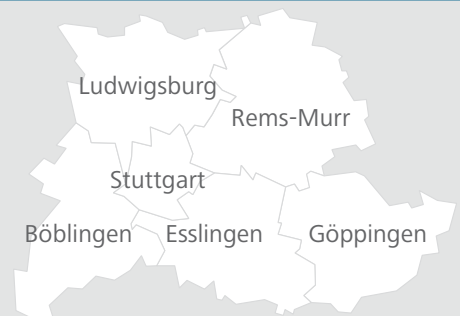 Ludwigsburg
Rems-Murr
Stuttgart
Böblingen
Esslingen
Göppingen